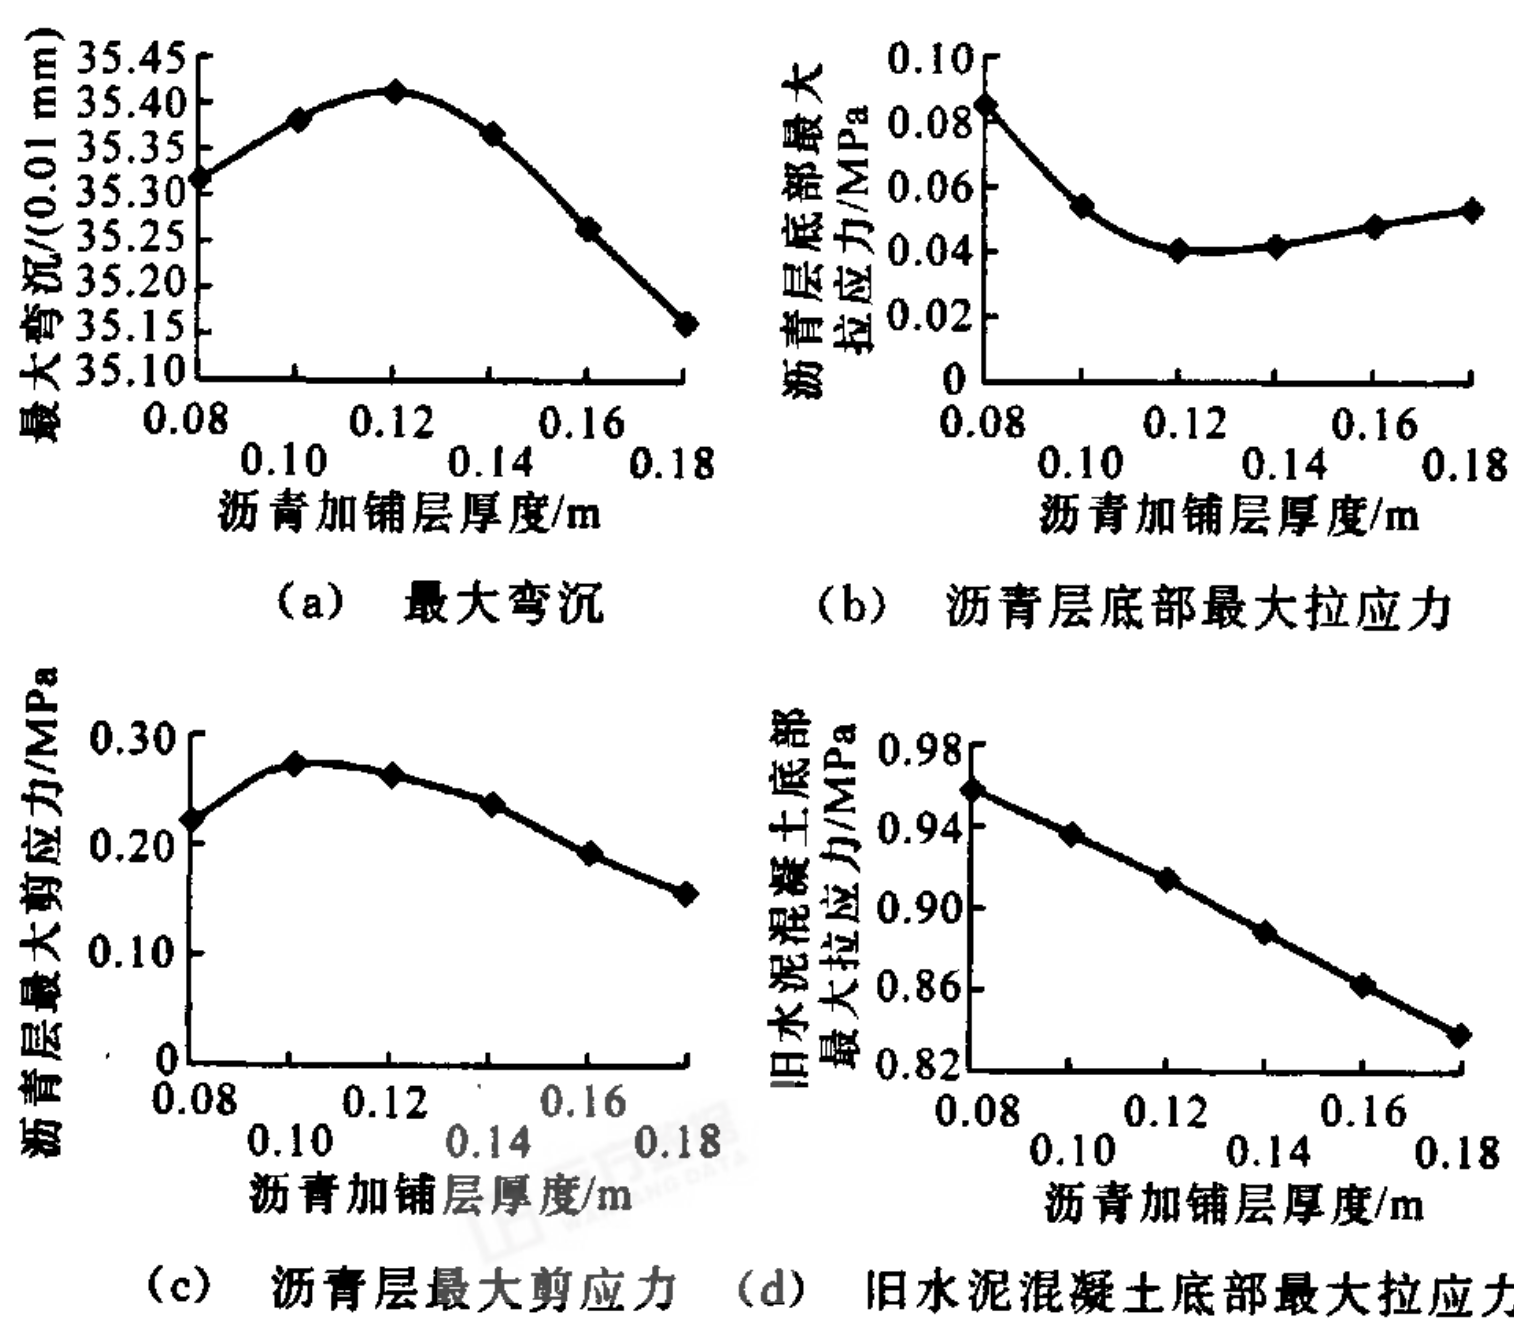 最大弯沉/(0.01 mm)
35.45
35.40
35.35
35.30
35.25
35.20
35.15
35.10
0.08 0.12 0.16
0.10 0.14 0.18
沥青加铺层厚度/m
(a) 最大弯沉
沥青层底部最大
拉应力/MPa
0.10
0.08
0.06
0.04
0.02
0
0.08 0.12 0.16
0.10 0.14 0.18
沥青加铺层厚度/m
(b) 沥青层底部最大拉应力
沥青层最大剪应力/MPa
0.30
0.20
0.10
0
0.08 0.12 0.16
0.10 0.14 0.18
沥青加铺层厚度/m
(c) 沥青层最大剪应力
旧水泥混凝土底部
最大拉应力/MPa
0.98
0.94
0.90
0.86
0.82
0.08 0.12 0.16
0.10 0.14 0.18
沥青加铺层厚度/m
(d) 旧水泥混凝土底部最大拉应力